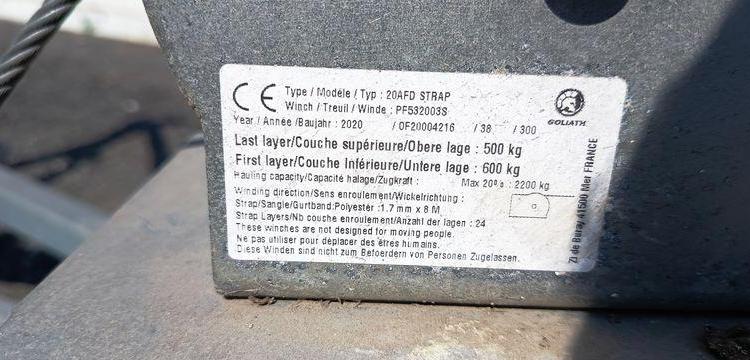 CE
Type / Modèle / Typ : 20AFD STRAP
Winch / Treuil / Winde : PF532003S
Year / Année /Baujahr : 2020 / OF20004216 / 38 / 300
GOLIATH
Last layer/Couche supérieure/Obere lage : 500 kg
First layer/Couche Inférieure/Untere lage : 600 kg
Hauling capacity/Capacité halage/Zugkraft : Max 20% : 2200 kg
Winding direction/Sens enroulement/Wickelrichtung :
Strap/Sangle/Gurtband:Polyester :1.7 mm x 8 M
Strap Layers/Nb couche enroulement/Anzahl der lagen : 24
These winches are not designed for moving people.
Ne pas utiliser pour déplacer des êtres humains.
Diese Winden sind nicht zum Befoerdern von Personen Zugelassen.
Zi de Buray 41500 Mer FRANCE